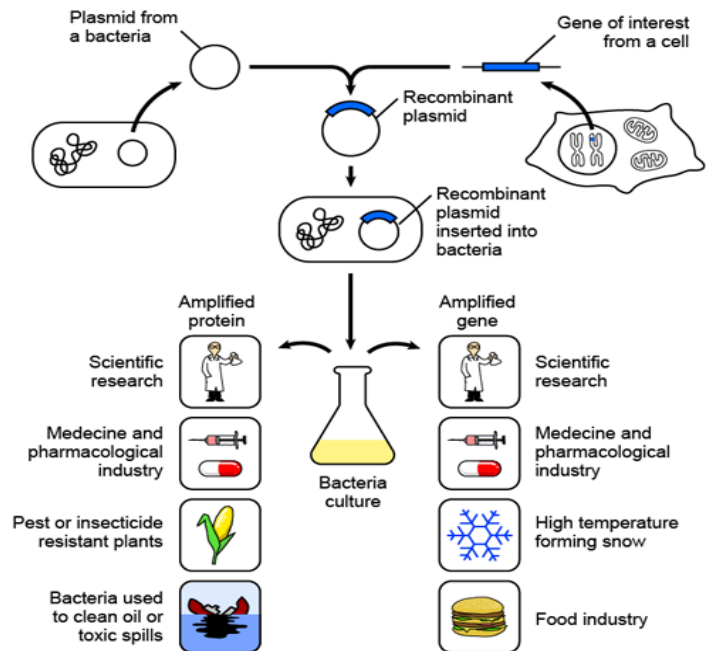 Plasmid from
a bacteria
Gene of interest
from a cell
Recombinant
plasmid
Recombinant
plasmid
inserted into
bacteria
Amplified
protein
Amplified
gene
Scientific
research
Scientific
research
Medecine and
pharmacological
industry
Medecine and
pharmacological
industry
Bacteria
culture
Pest or insecticide
resistant plants
High temperature
forming snow
Bacteria used
to clean oil or
toxic spills
Food industry